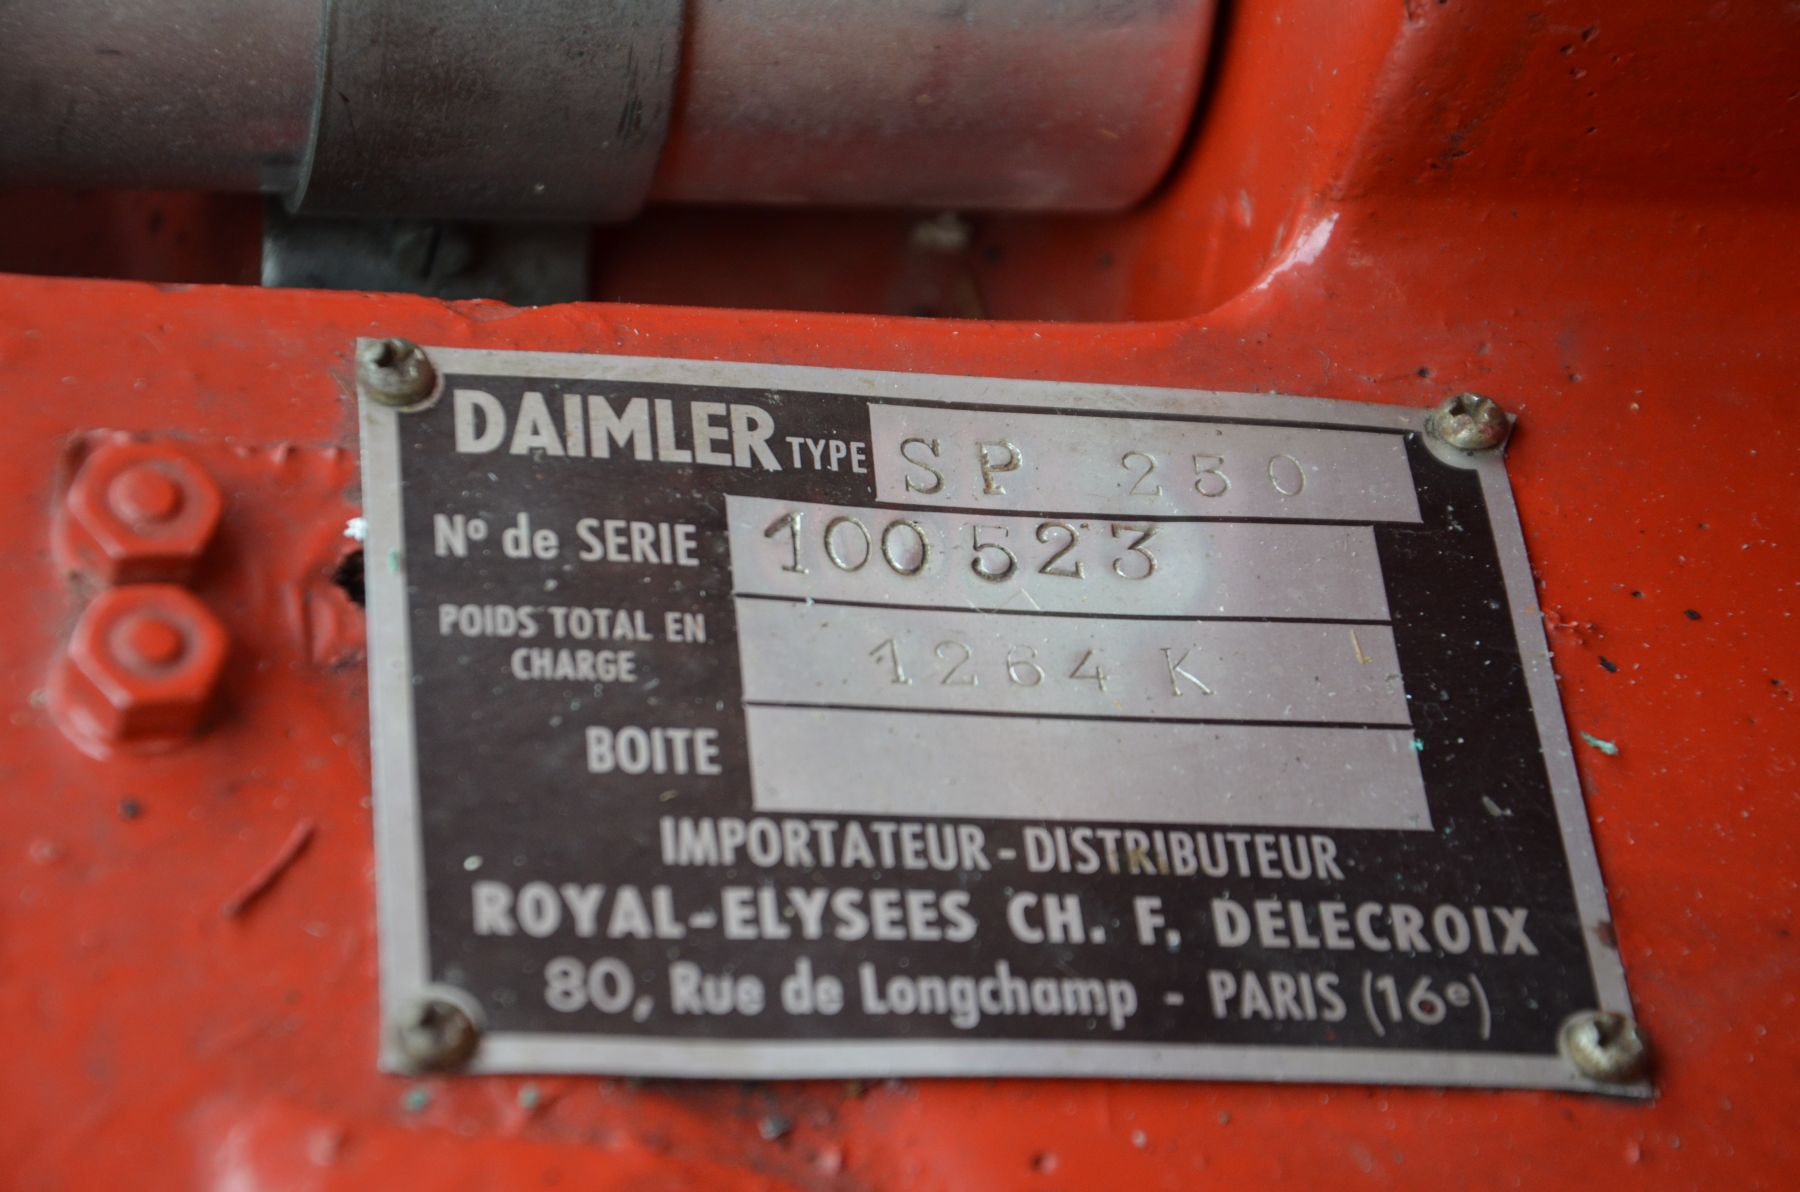 DAIMLER TYPE SP 250
Nº de SERIE 100523
POIDS TOTAL EN
CHARGE 1264 K
BOITE
IMPORTATEUR-DISTRIBUTEUR
ROYAL-ELYSEES CH. F. DELECROIX
80, Rue de Longchamp - PARIS (16e)